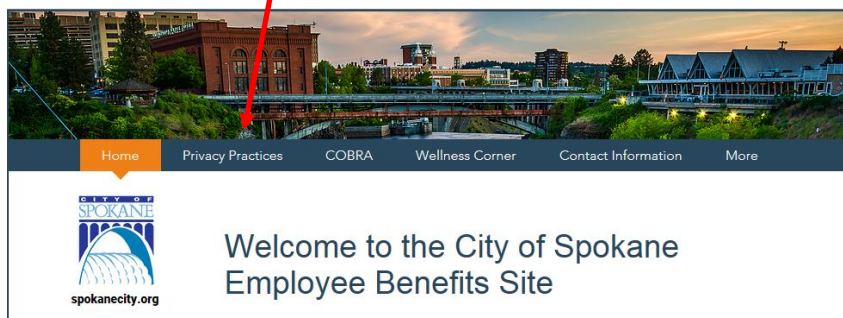 Home Privacy Practices COBRA Wellness Corner Contact Information More
CITY OF
SPOKANE
spokanecity.org
Welcome to the City of Spokane
Employee Benefits Site